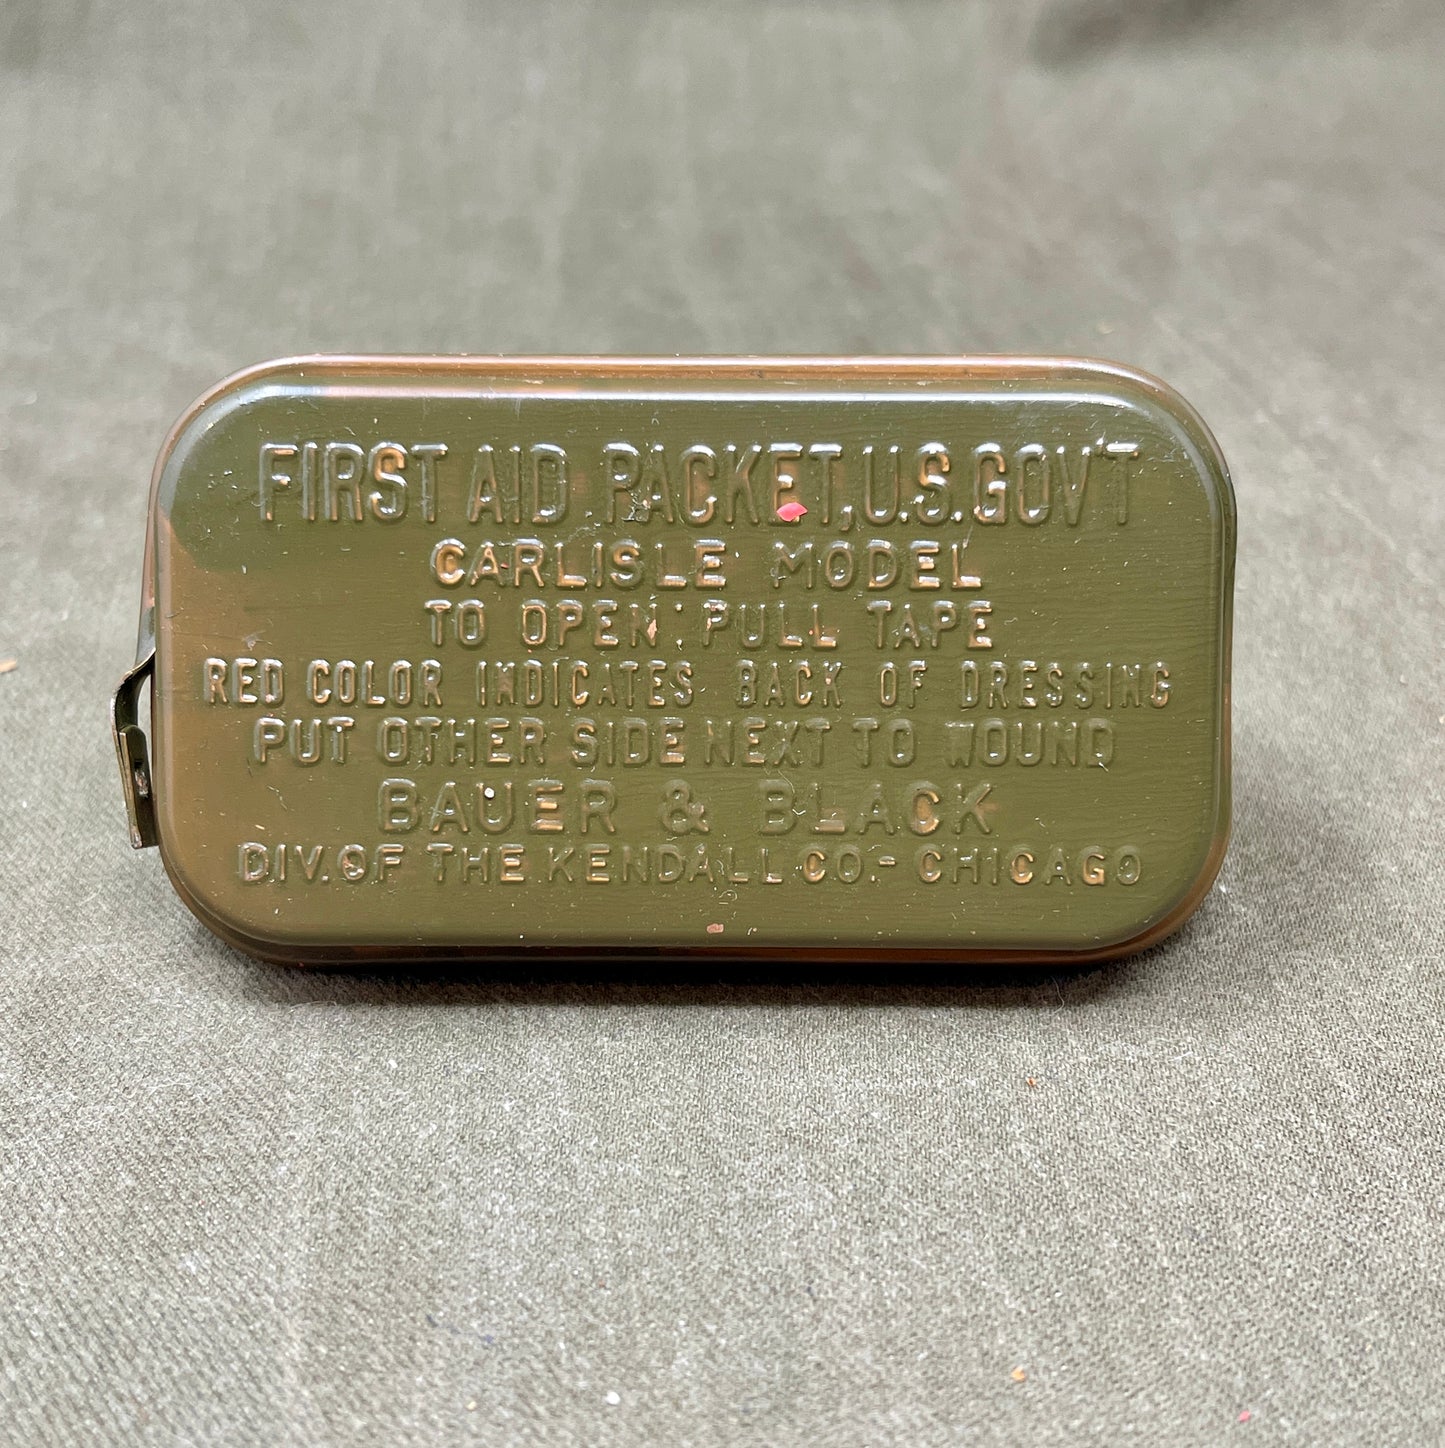 FIRST AID PACKET, U.S. GOV'T
CARLISLE MODEL
TO OPEN: PULL TAPE
RED COLOR INDICATES BACK OF DRESSING
PUT OTHER SIDE NEXT TO WOUND
BAUER & BLACK
DIV. OF THE KENDALL CO.- CHICAGO